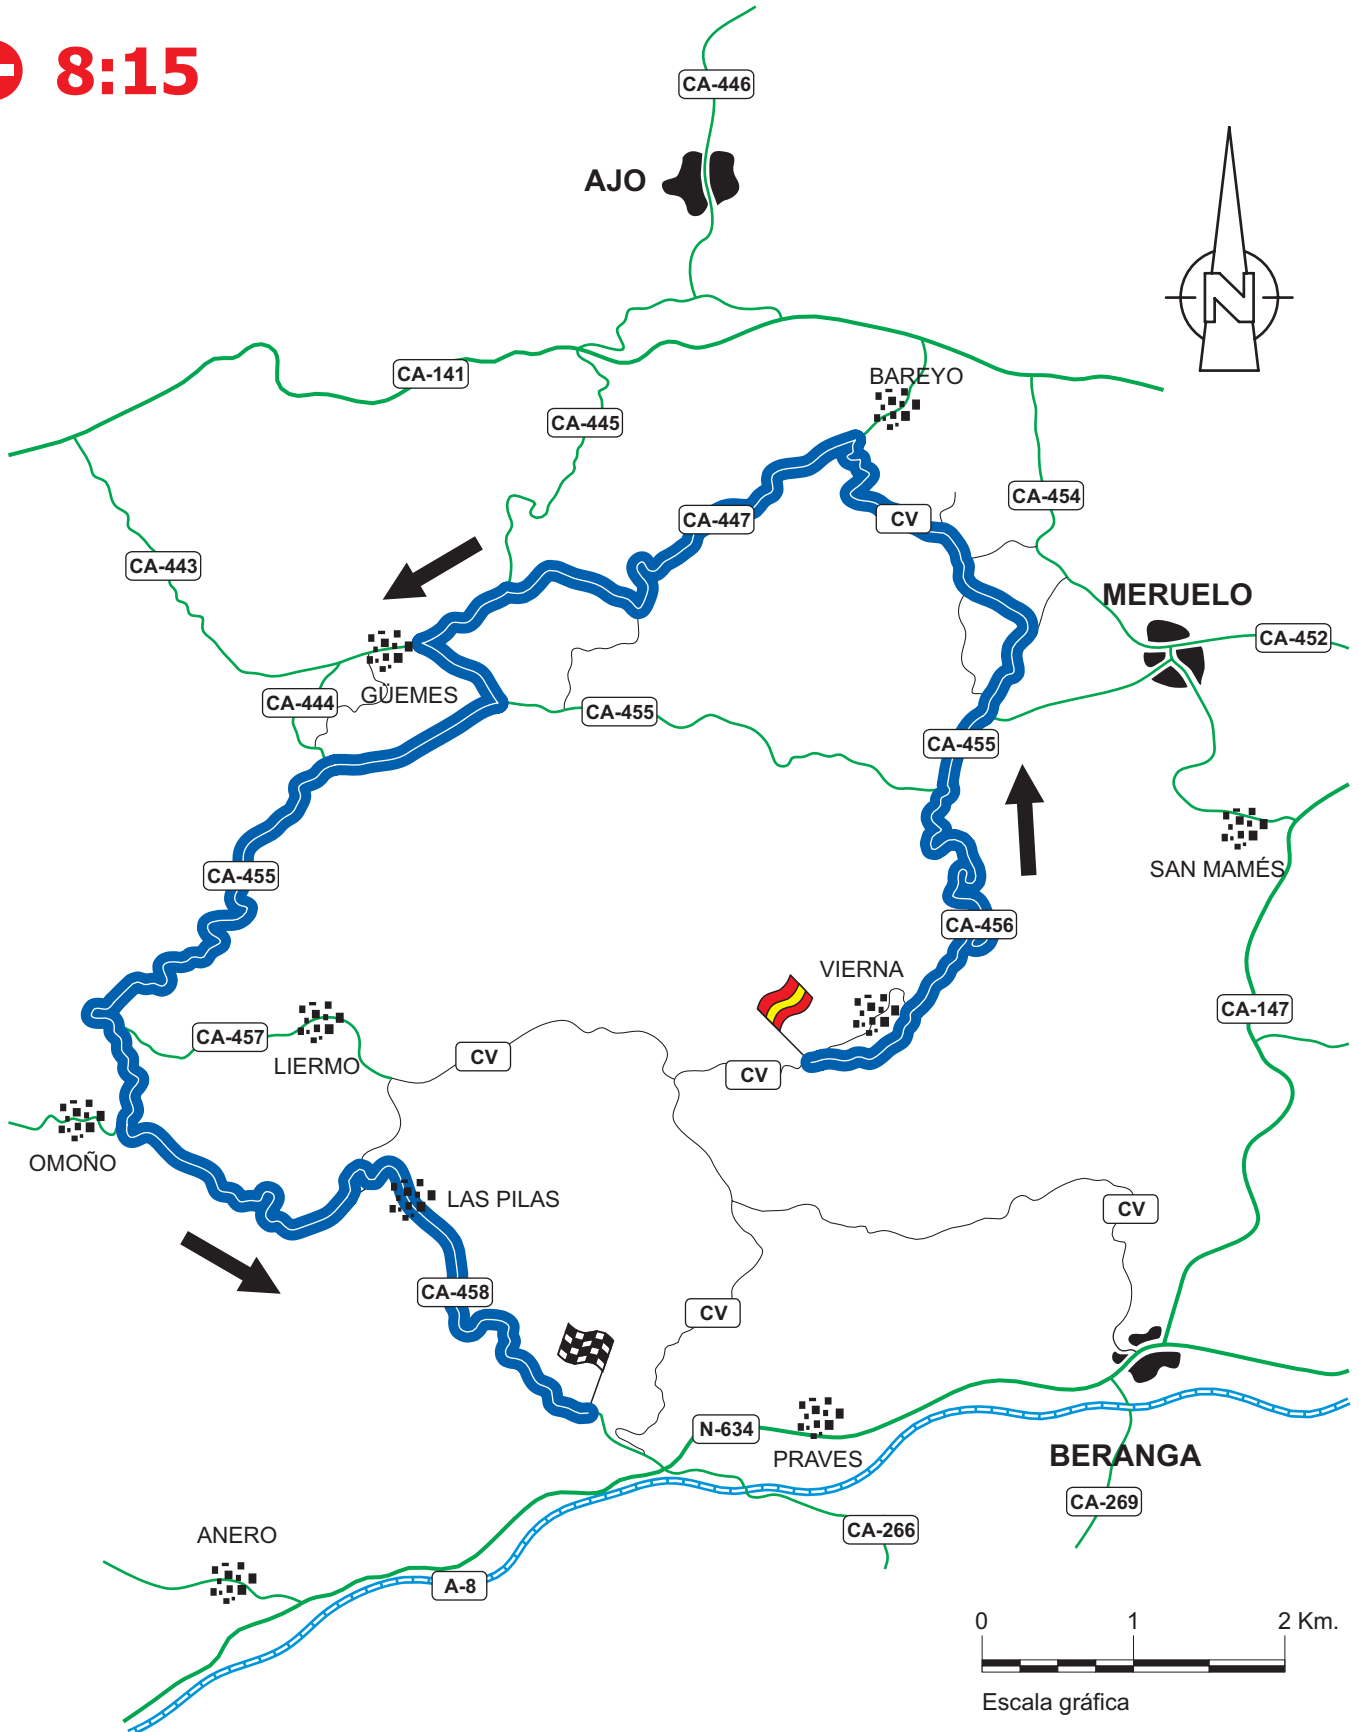 8:15
CA-446
AJO
N
CA-141
BAREYO
CA-445
CA-454
CA-447
CV
CA-443
MERUELO
CA-452
GÜEMES
CA-444
CA-455
CA-455
SAN MAMÉS
CA-455
CA-456
VIERNA
CA-147
CA-457
LIERMO
CV
CV
OMOÑO
LAS PILAS
CV
CA-458
CV
N-634
PRAVES
BERANGA
CA-269
CA-266
ANERO
A-8
0 1 2 Km.
Escala gráfica